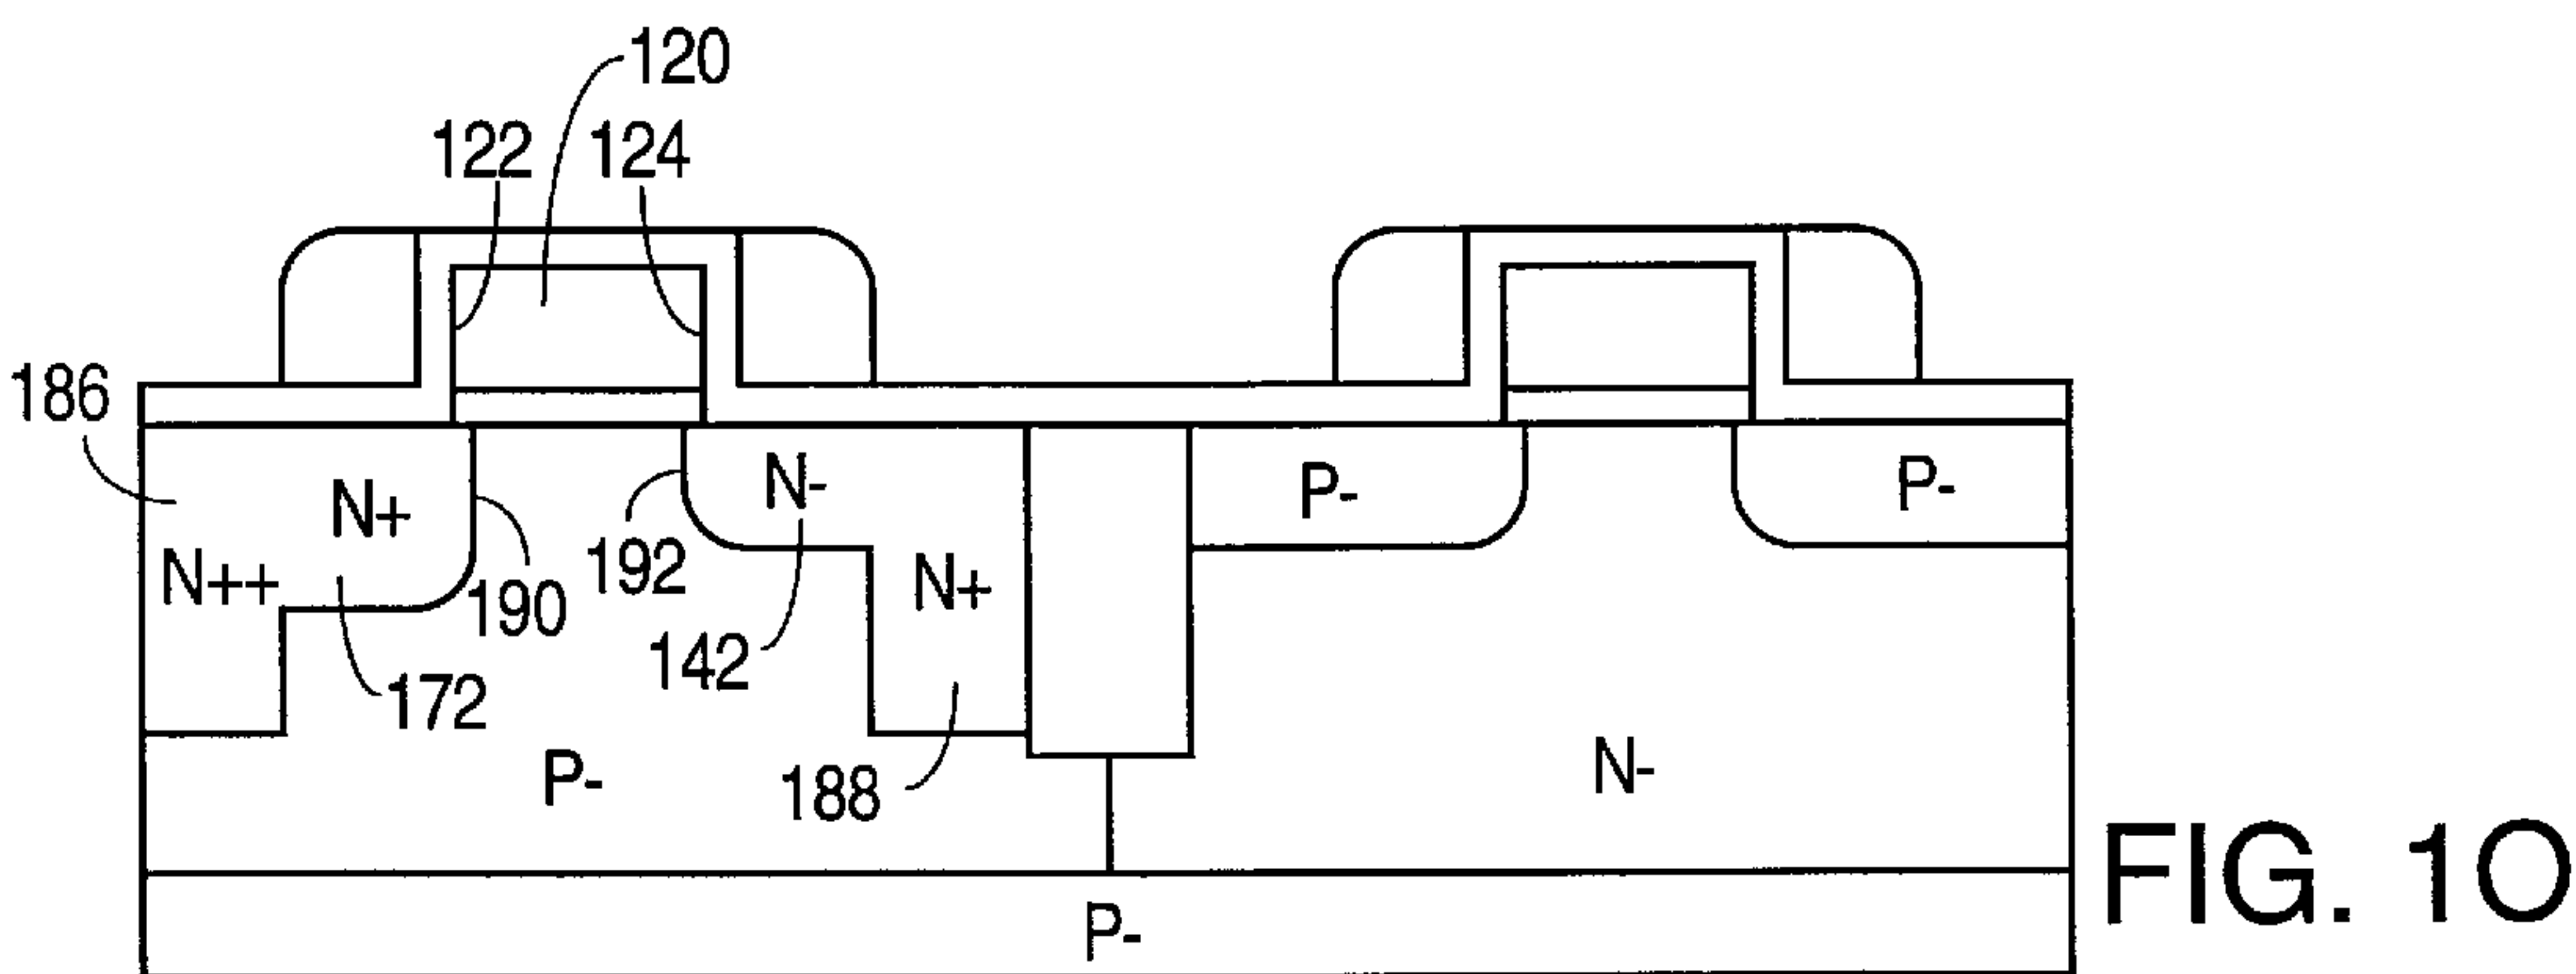 120
122 124
186
N+ N- P- P-
N++ 190 192 N+
142
172
P- 188 N-
P-
FIG. 1O